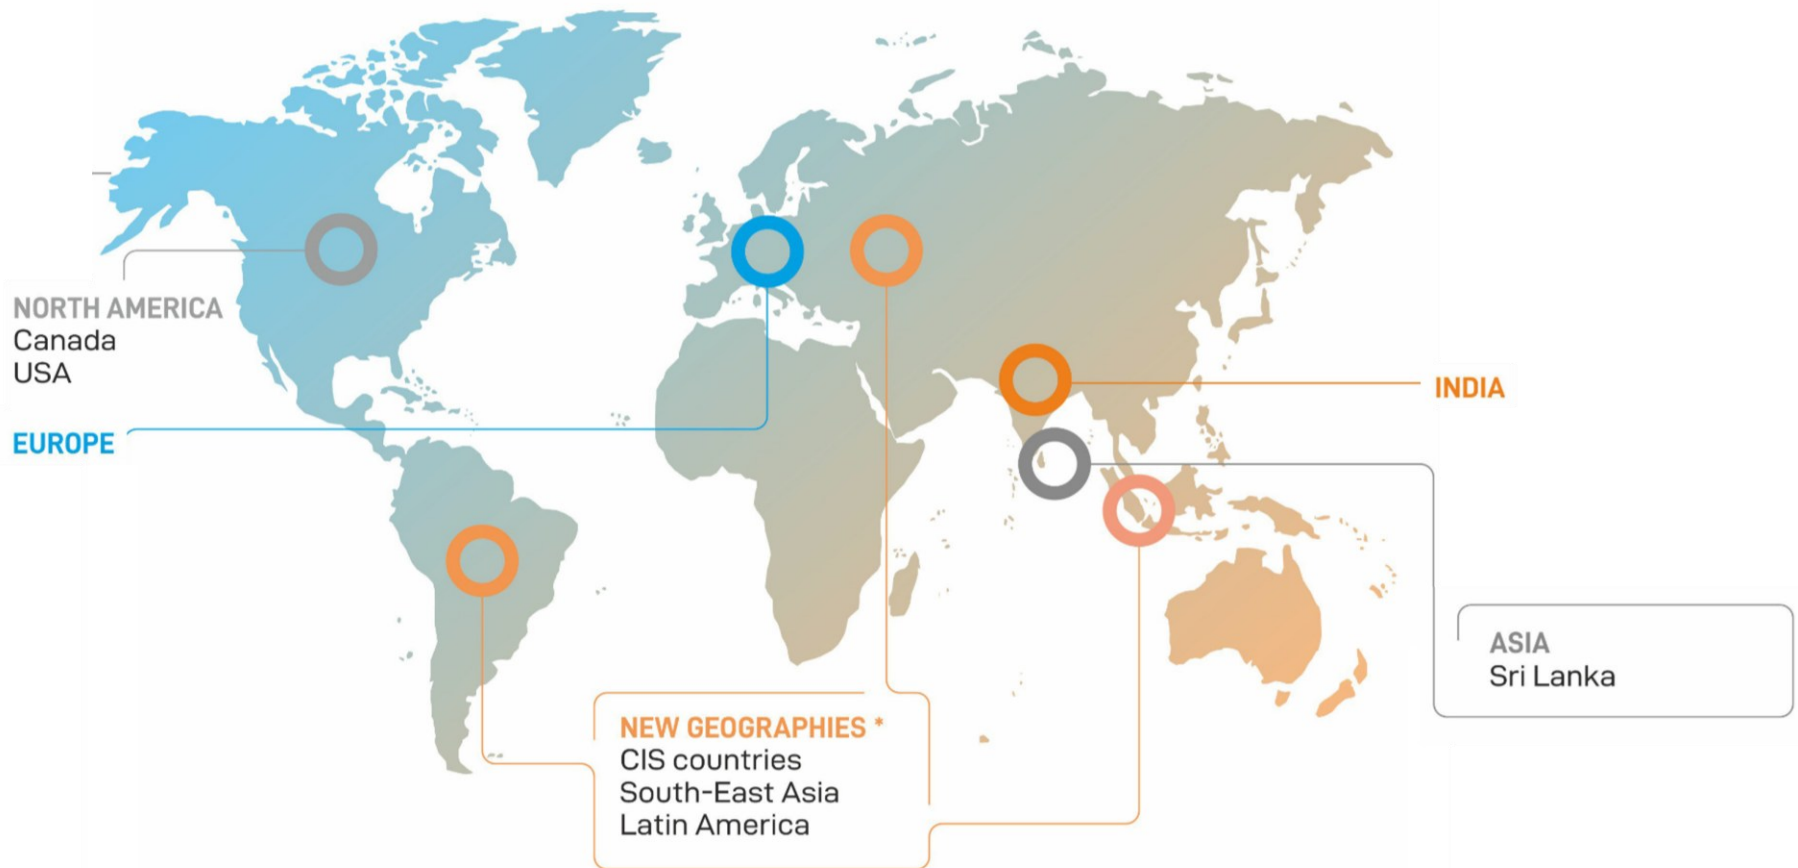 NORTH AMERICA
Canada
USA
EUROPE
INDIA
ASIA
Sri Lanka
NEW GEOGRAPHIES *
CIS countries
South-East Asia
Latin America